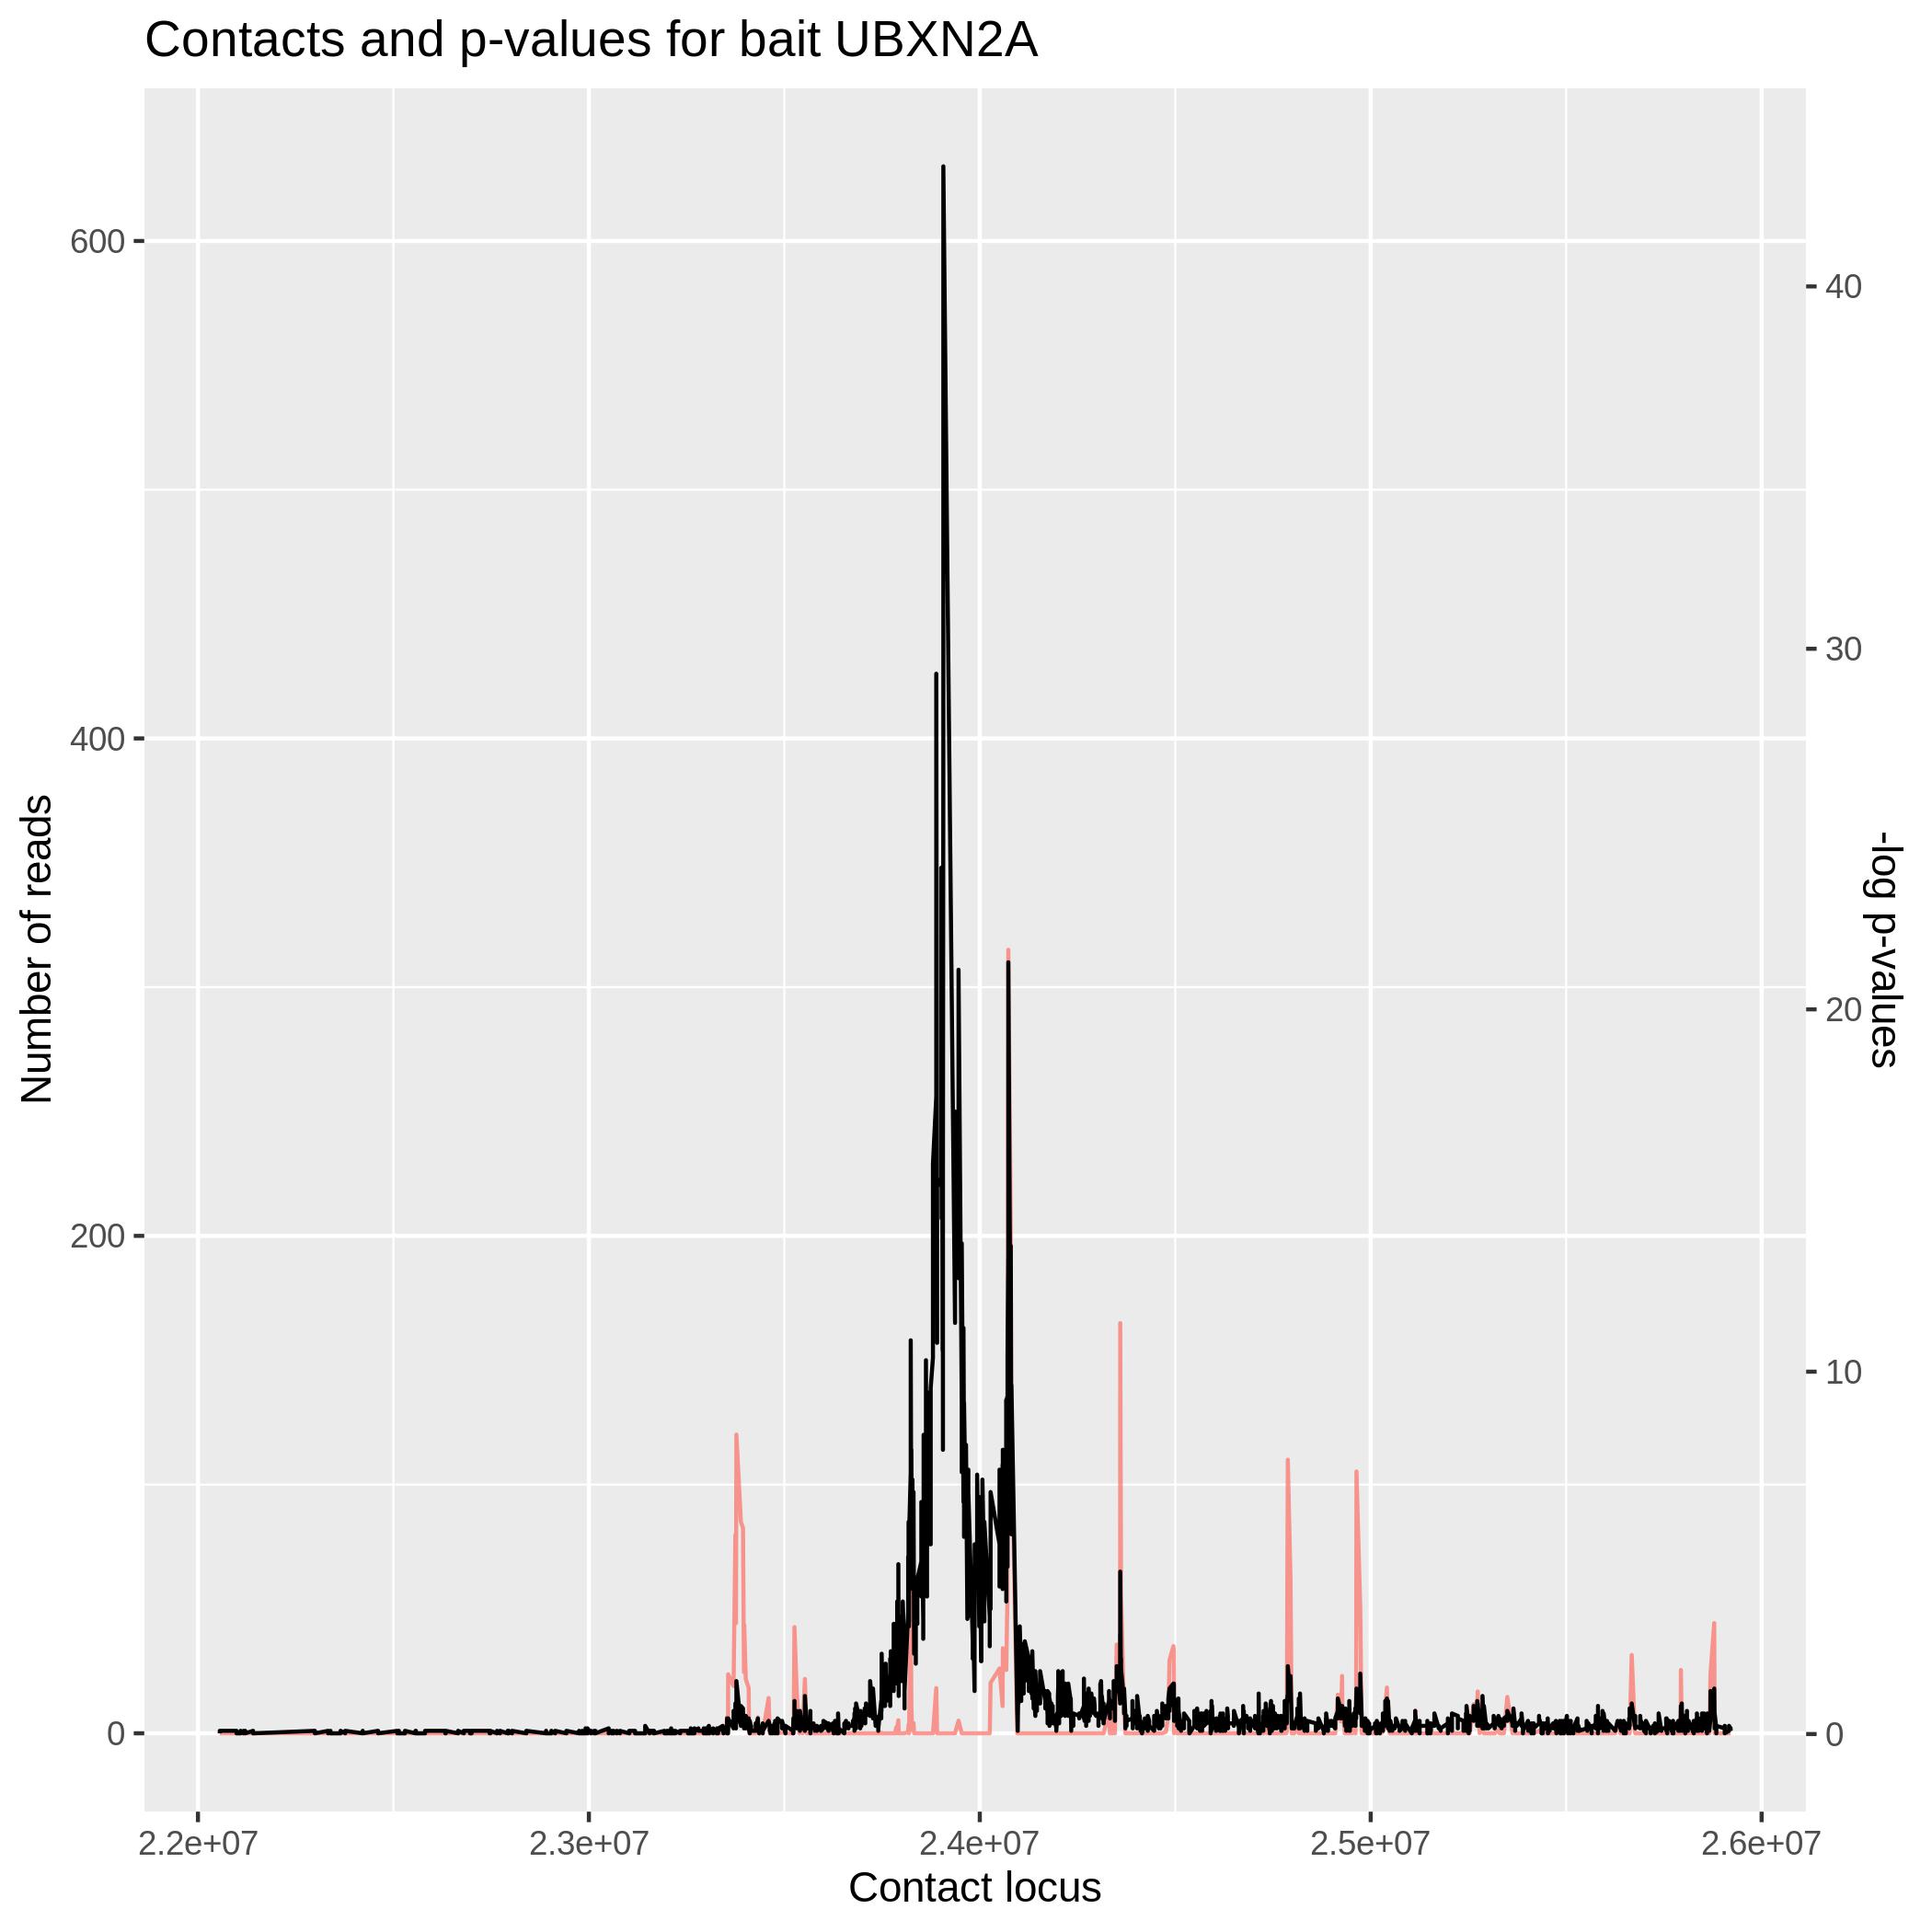 Contacts and p-values for bait UBXN2A
600
400
200
0
Number of reads
40
30
20
10
0
-log p-values
2.2e+07
2.3e+07
2.4e+07
2.5e+07
2.6e+07
Contact locus